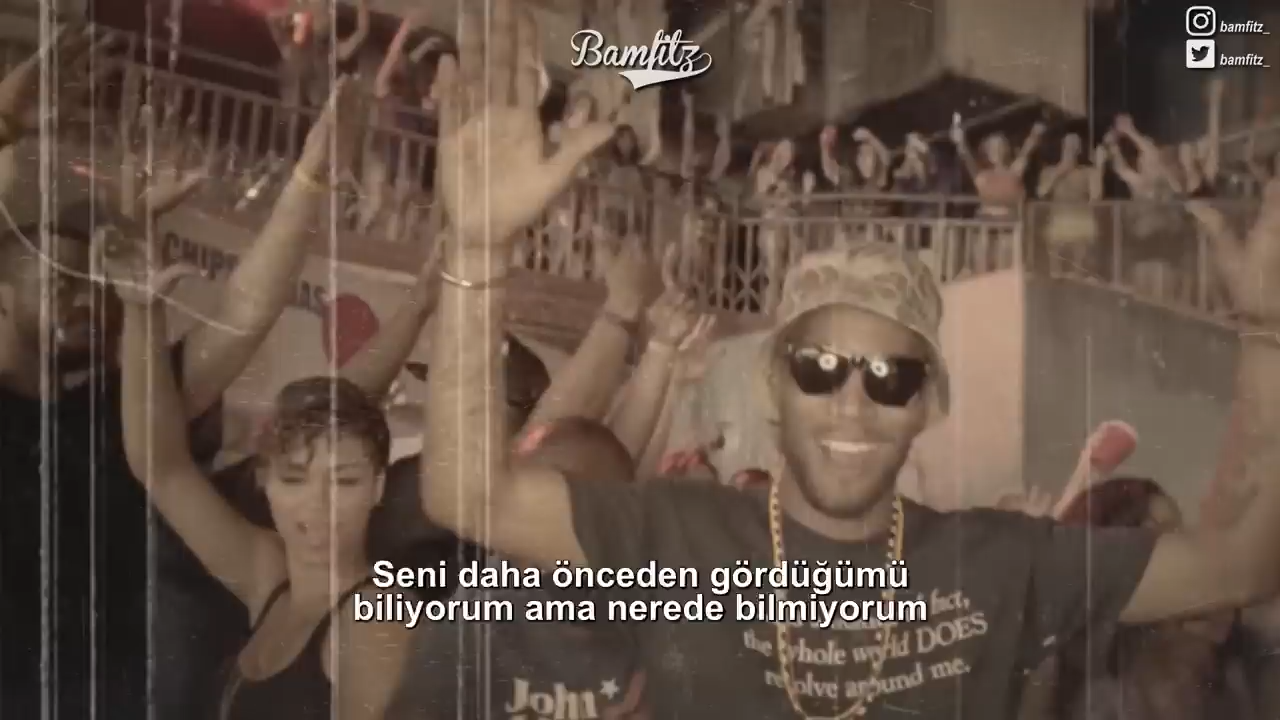 Bamfitz
bamfitz_
bamfitz_
Seni daha önceden gördüğümü
biliyorum ama nerede bilmiyorum
fact,
the whole world DOES
revolve around me.
John